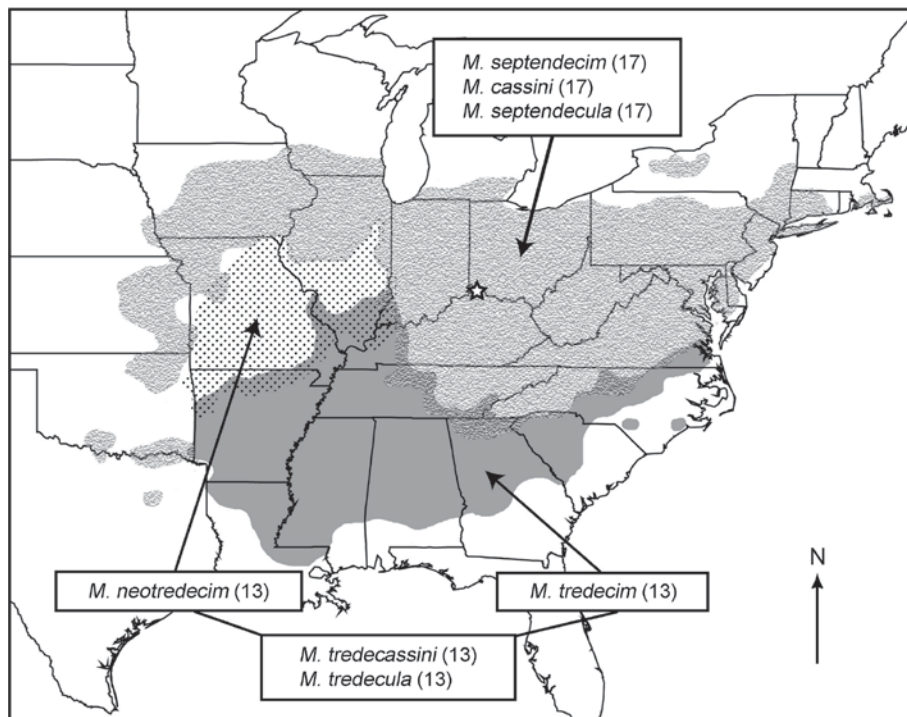 M. septendecim (17)
M. cassini (17)
M. septendecula (17)
N
M. neotredecim (13)
M. tredecim (13)
M. tredecassini (13)
M. tredecula (13)